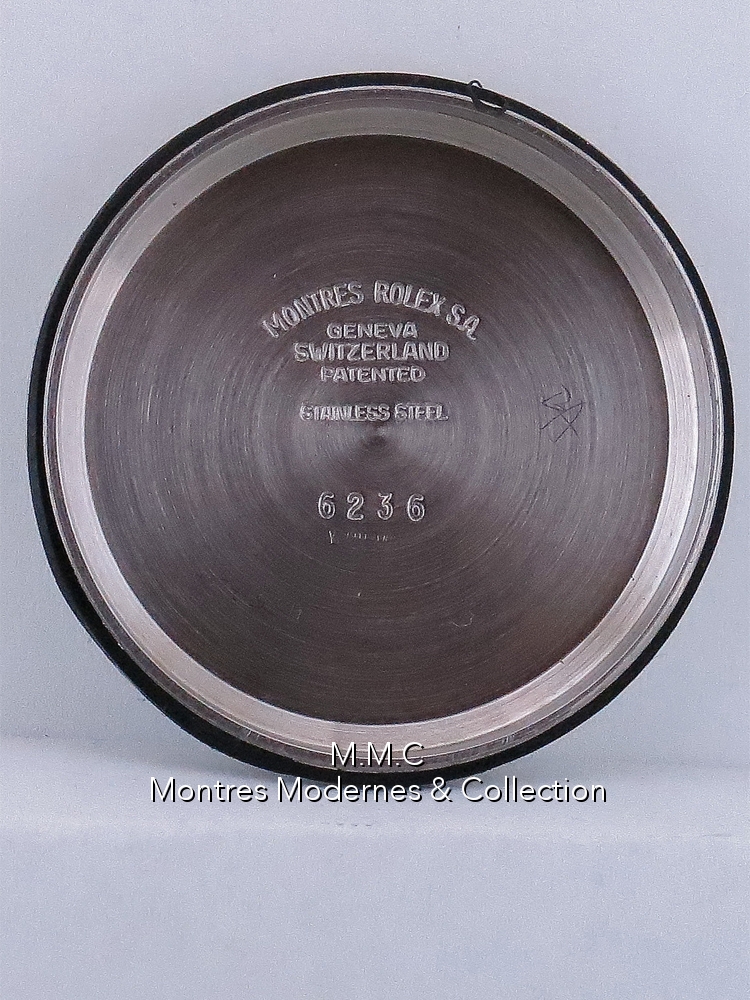 MONTRES ROLEX S.A.
GENEVA
SWITZERLAND
PATENTED
STAINLESS STEEL
6236
M.M.C
Montres Modernes & Collection